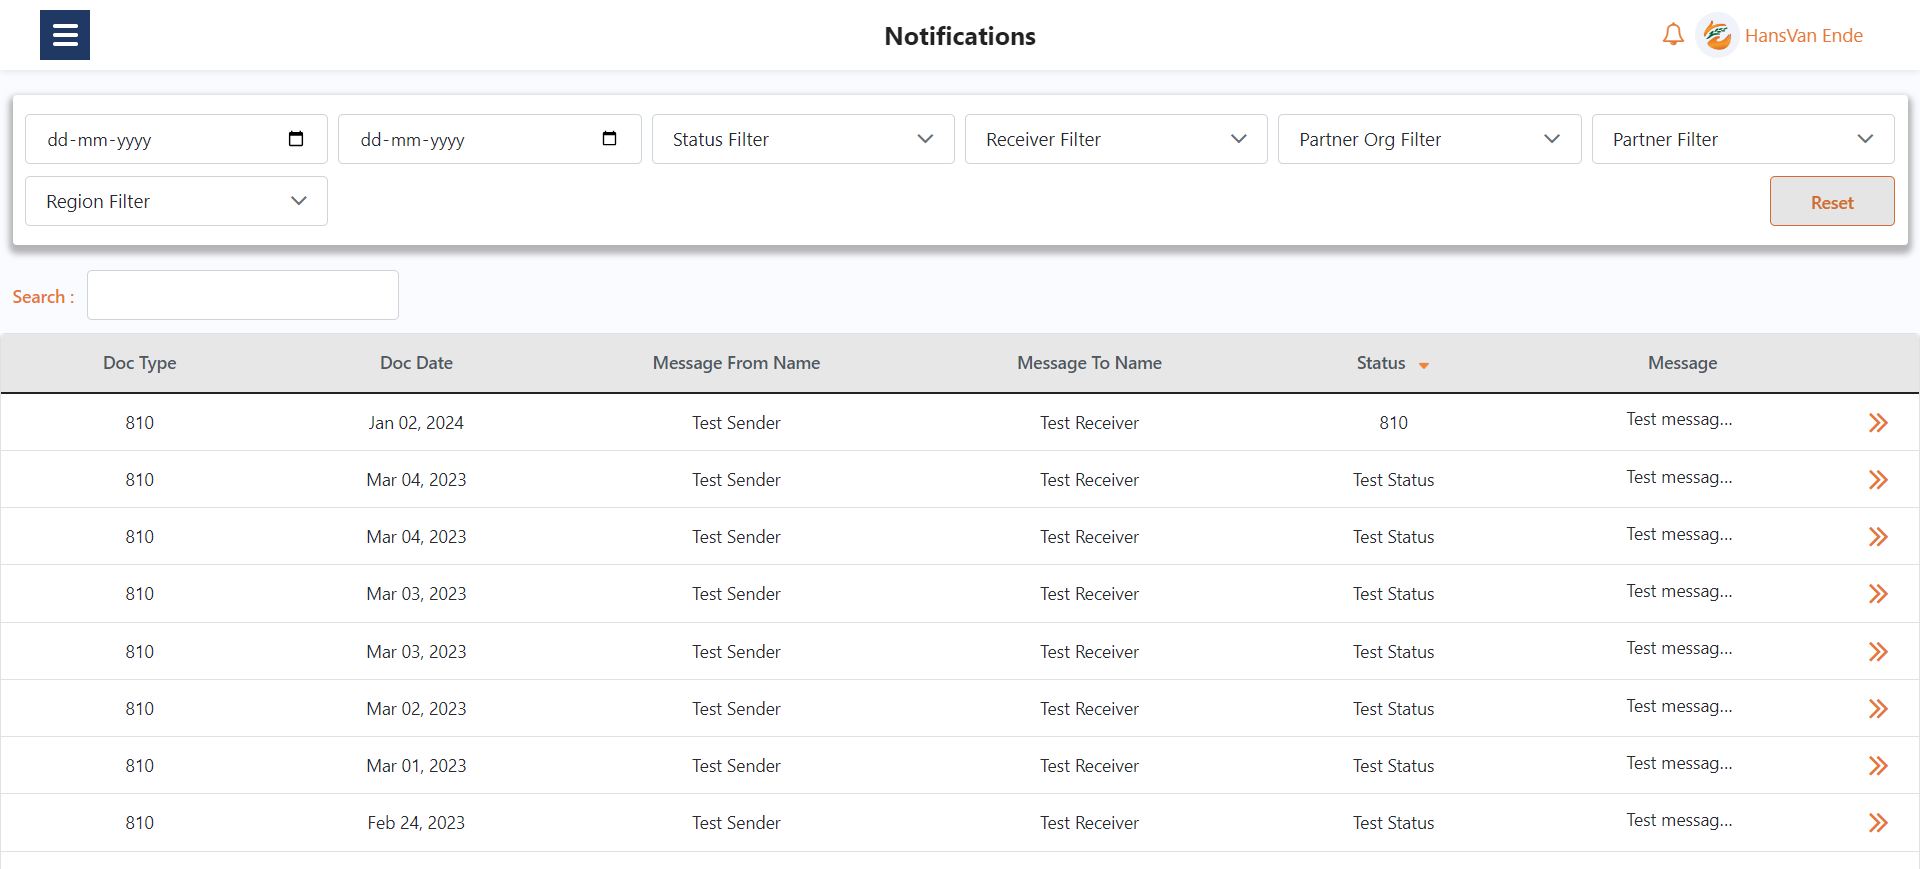 Notifications
HansVan Ende
dd-mm-yyyy dd-mm-yyyy Status Filter Receiver Filter Partner Org Filter Partner Filter
Region Filter Reset
Search :
Doc Type Doc Date Message From Name Message To Name Status Message
810 Jan 02, 2024 Test Sender Test Receiver 810 Test messag...
810 Mar 04, 2023 Test Sender Test Receiver Test Status Test messag...
810 Mar 04, 2023 Test Sender Test Receiver Test Status Test messag...
810 Mar 03, 2023 Test Sender Test Receiver Test Status Test messag...
810 Mar 03, 2023 Test Sender Test Receiver Test Status Test messag...
810 Mar 02, 2023 Test Sender Test Receiver Test Status Test messag...
810 Mar 01, 2023 Test Sender Test Receiver Test Status Test messag...
810 Feb 24, 2023 Test Sender Test Receiver Test Status Test messag...